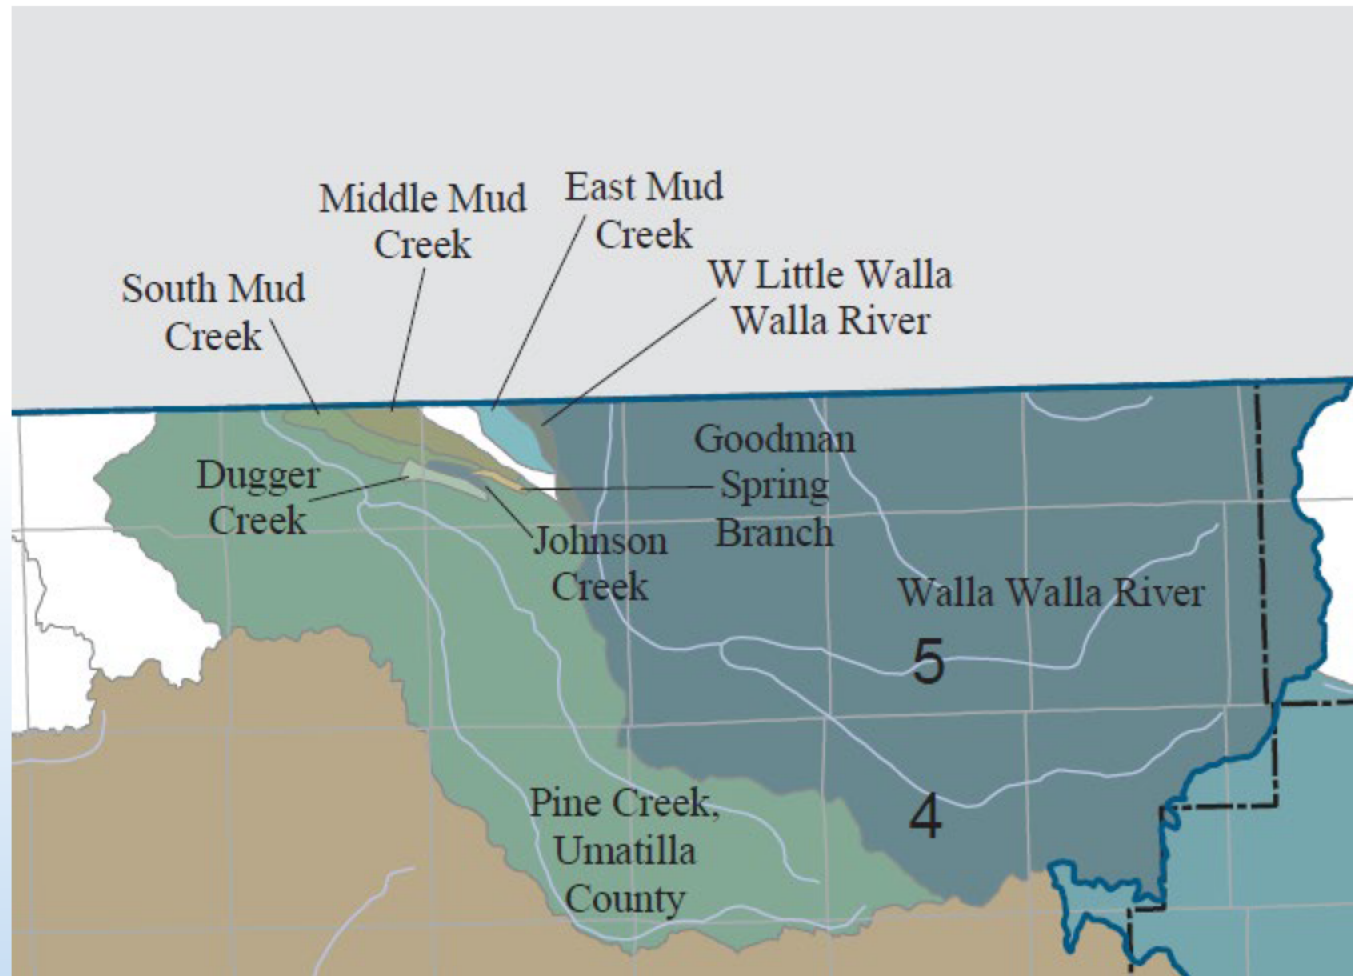 Middle Mud
Creek
East Mud
Creek
South Mud
Creek
W Little Walla
Walla River
Dugger
Creek
Goodman
Spring
Branch
Johnson
Creek
Walla Walla River
5
4
Pine Creek,
Umatilla
County